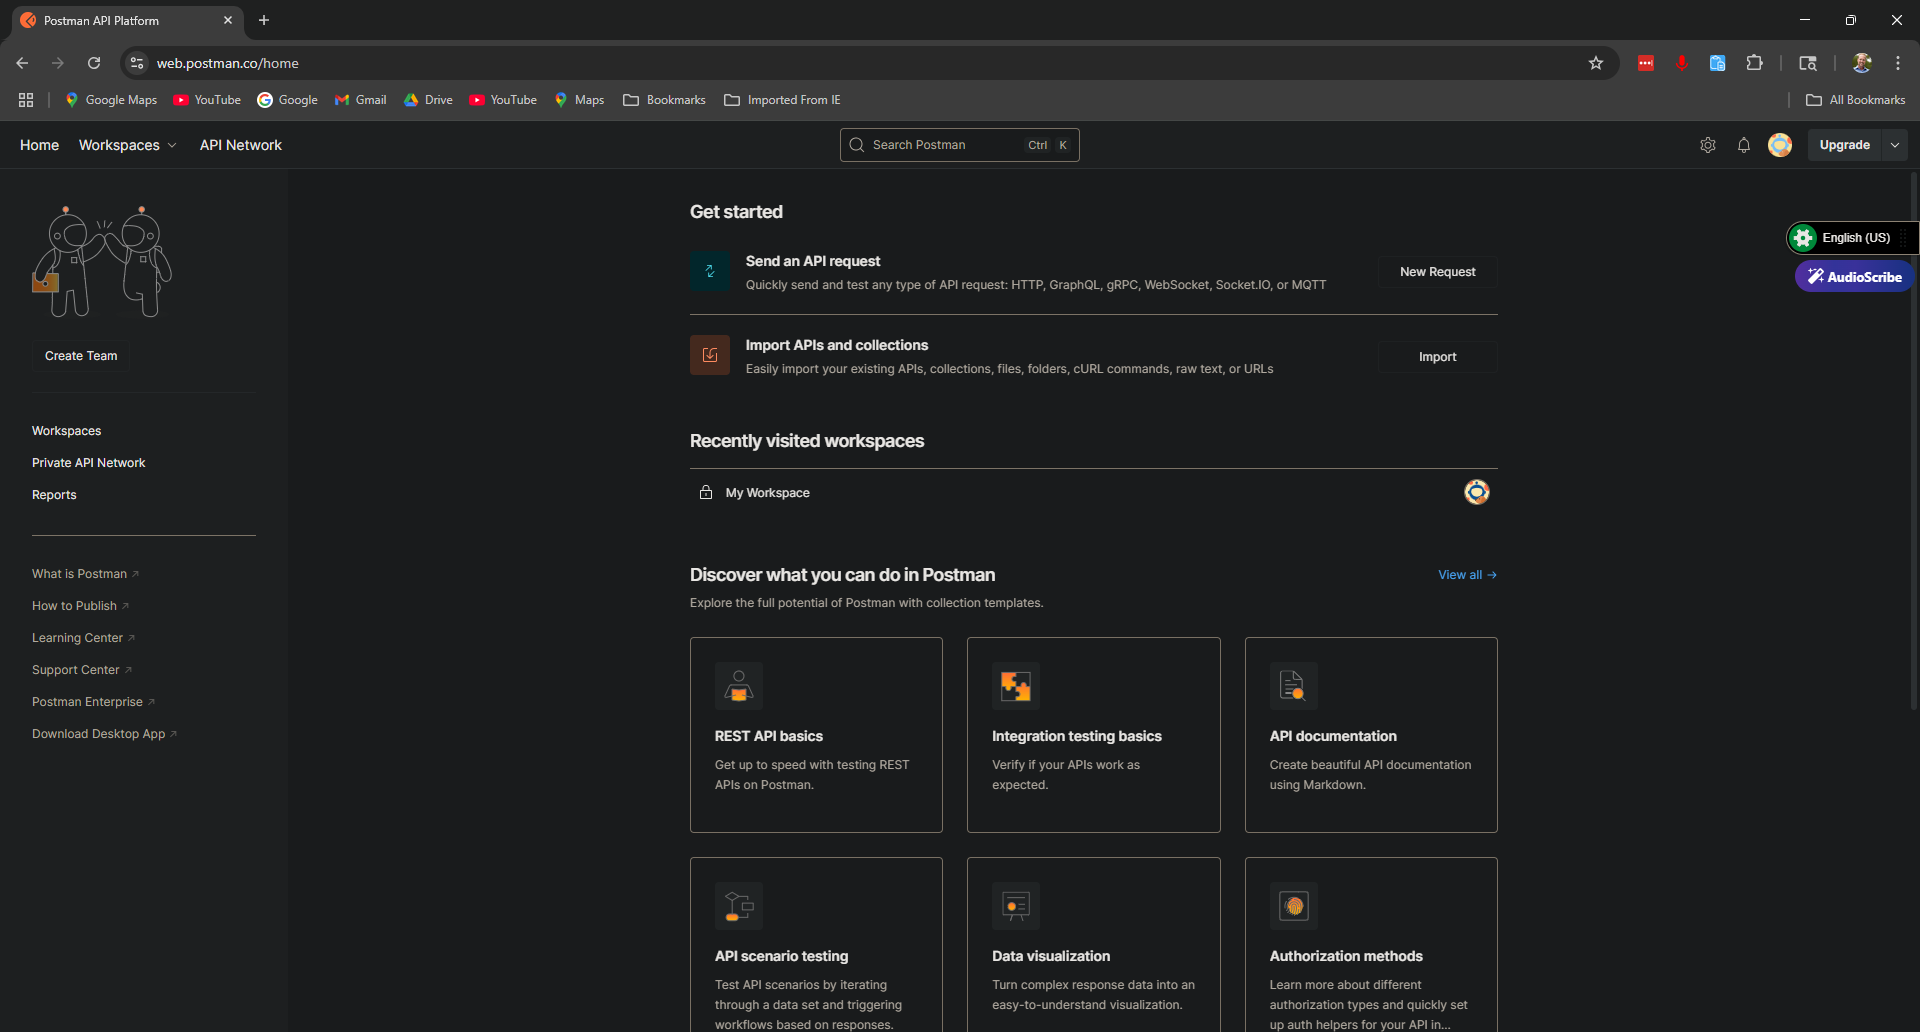 Postman API Platform
web.postman.co/home
Google Maps
YouTube
Google
Gmail
Drive
YouTube
Maps
Bookmarks
Imported From IE
All Bookmarks
Home
Workspaces
API Network
Search Postman
Ctrl K
Upgrade
English (US)
AudioScribe
Create Team
Workspaces
Private API Network
Reports
What is Postman
How to Publish
Learning Center
Support Center
Postman Enterprise
Download Desktop App
Get started
Send an API request
Quickly send and test any type of API request: HTTP, GraphQL, gRPC, WebSocket, Socket.IO, or MQTT
New Request
Import APIs and collections
Easily import your existing APIs, collections, files, folders, cURL commands, raw text, or URLs
Import
Recently visited workspaces
My Workspace
Discover what you can do in Postman
View all →
Explore the full potential of Postman with collection templates.
REST API basics
Get up to speed with testing REST
APIs on Postman.
Integration testing basics
Verify if your APIs work as
expected.
API documentation
Create beautiful API documentation
using Markdown.
API scenario testing
Test API scenarios by iterating
through a data set and triggering
workflows based on responses.
Data visualization
Turn complex response data into an
easy-to-understand visualization.
Authorization methods
Learn more about different
authorization types and quickly set
up auth helpers for your API in...